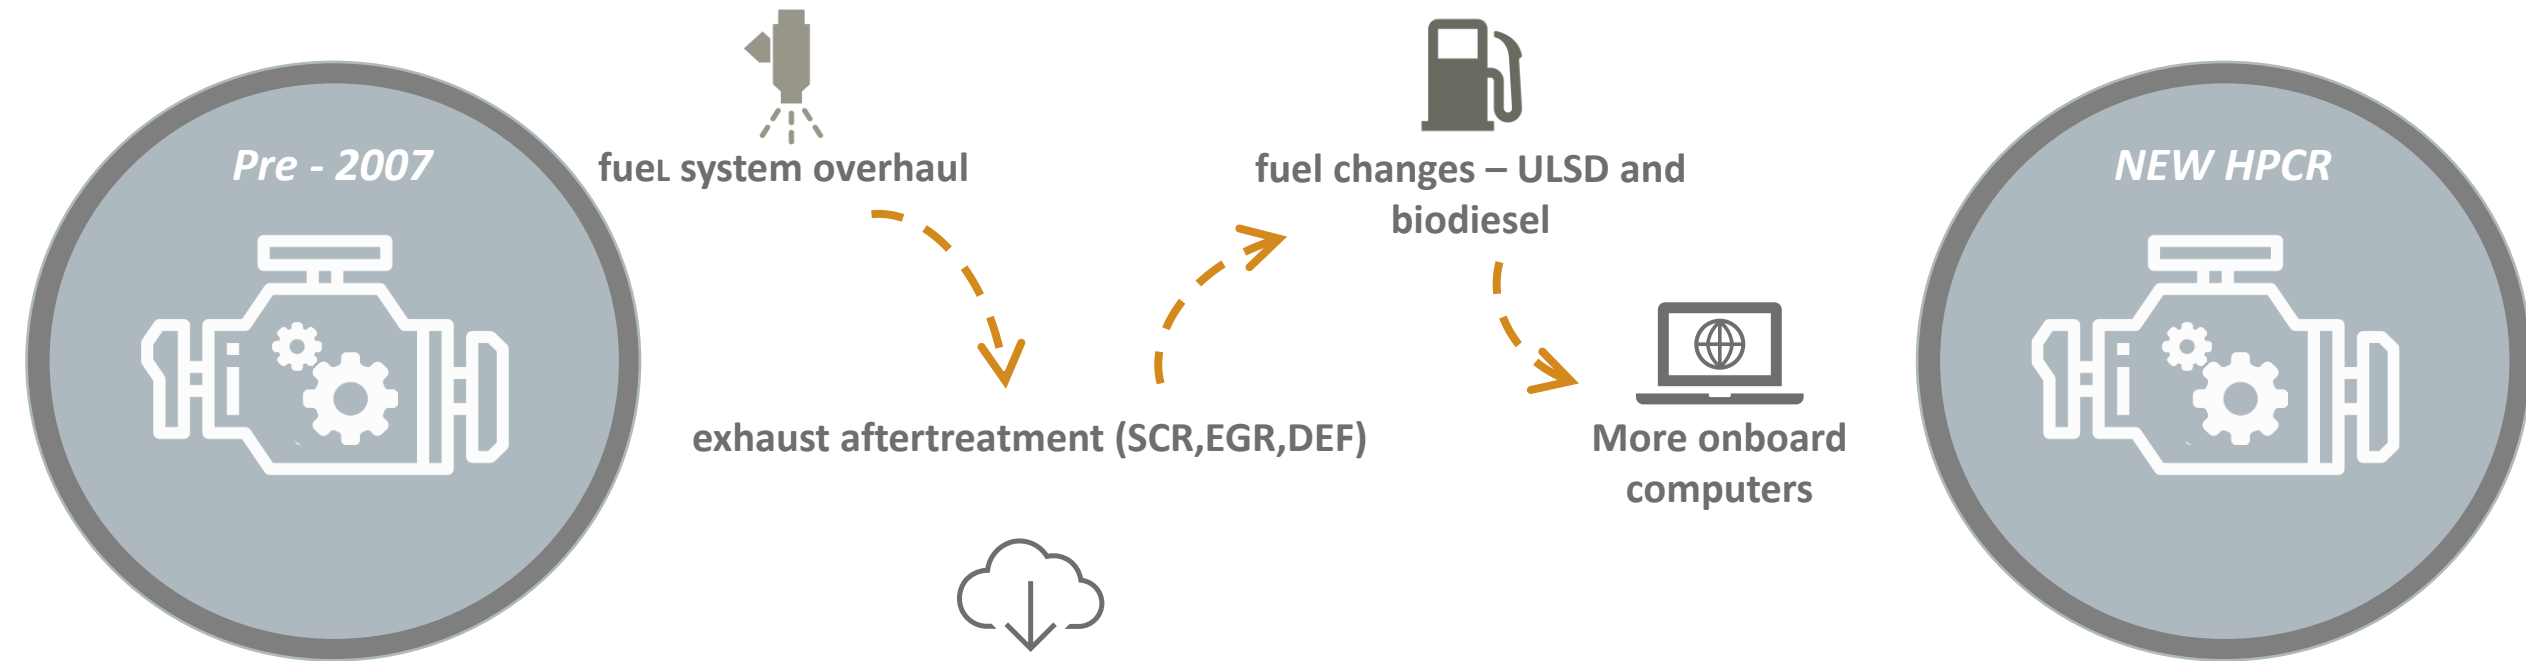 Pre - 2007
fueL system overhaul
exhaust aftertreatment (SCR,EGR,DEF)
fuel changes – ULSD and
biodiesel
More onboard
computers
NEW HPCR